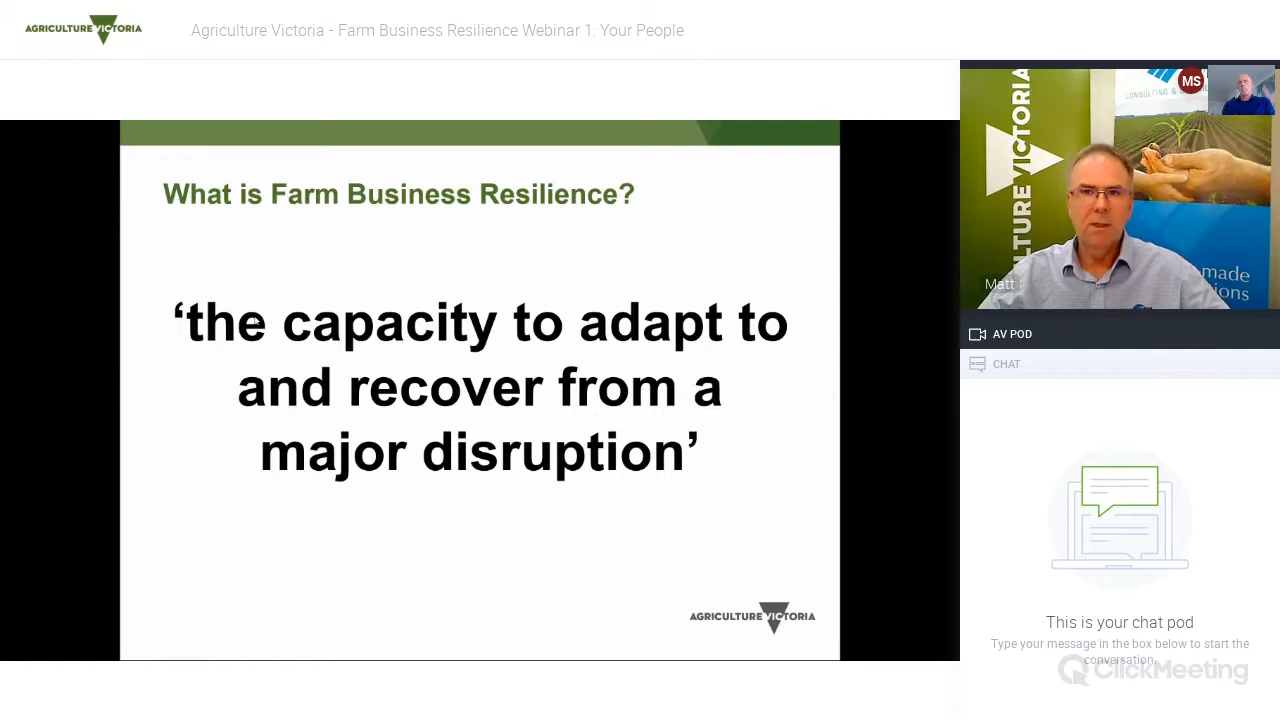 AGRICULTURE VICTORIA
Agriculture Victoria - Farm Business Resilience Webinar 1: Your People
What is Farm Business Resilience?
‘the capacity to adapt to
and recover from a
major disruption’
AGRICULTURE VICTORIA
VICTORIA
MS
made
Matt
AV POD
CHAT
This is your chat pod
Type your message in the box below to start the
conversation.
ClickMeeting